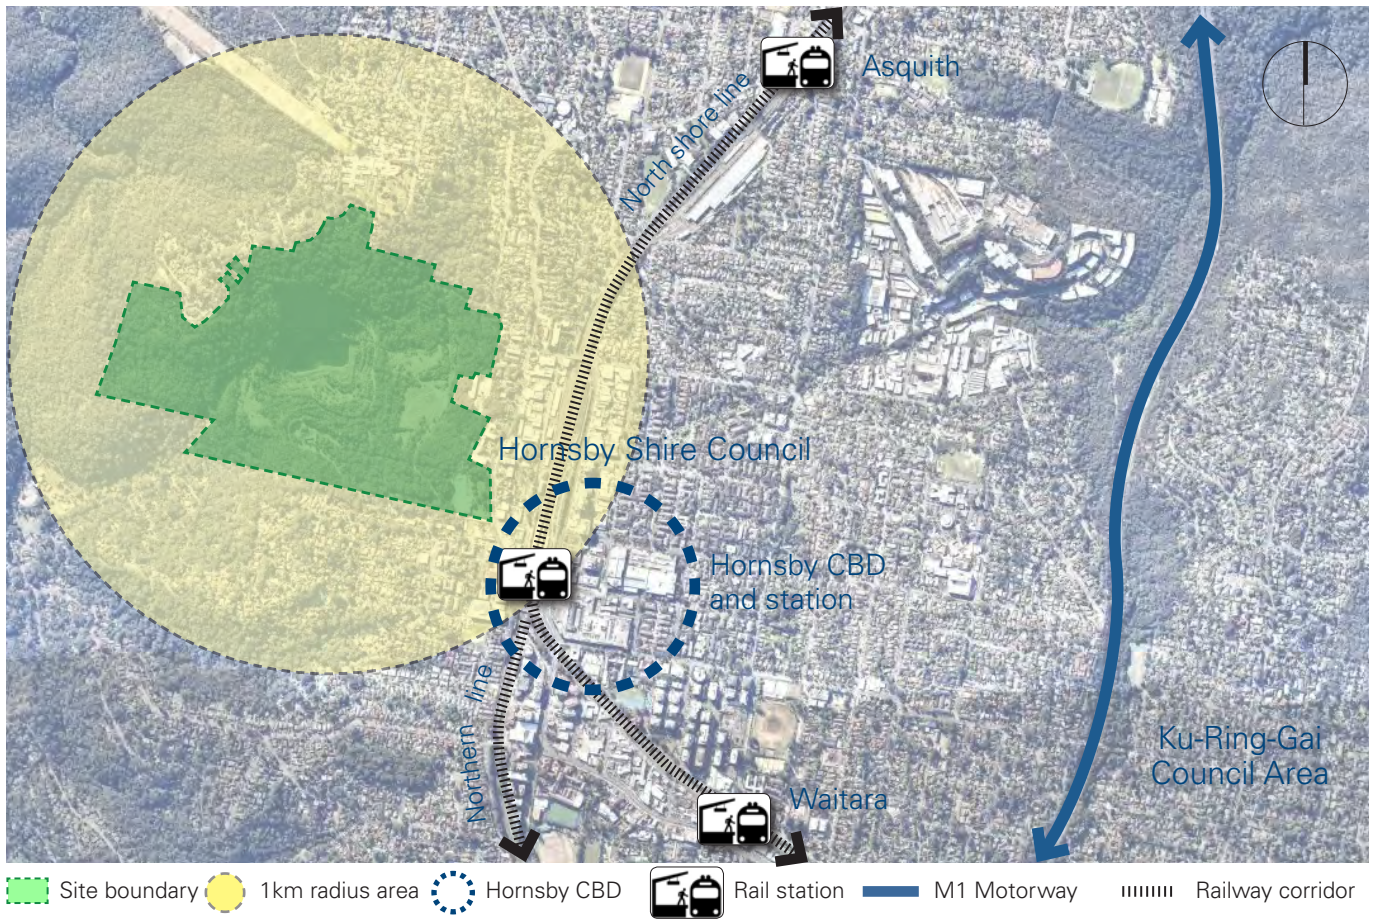 Asquith
North shore line
Hornsby Shire Council
Hornsby CBD
and station
Northern line
Waitara
Ku-Ring-Gai
Council Area
Site boundary
1km radius area
Hornsby CBD
Rail station
M1 Motorway
Railway corridor